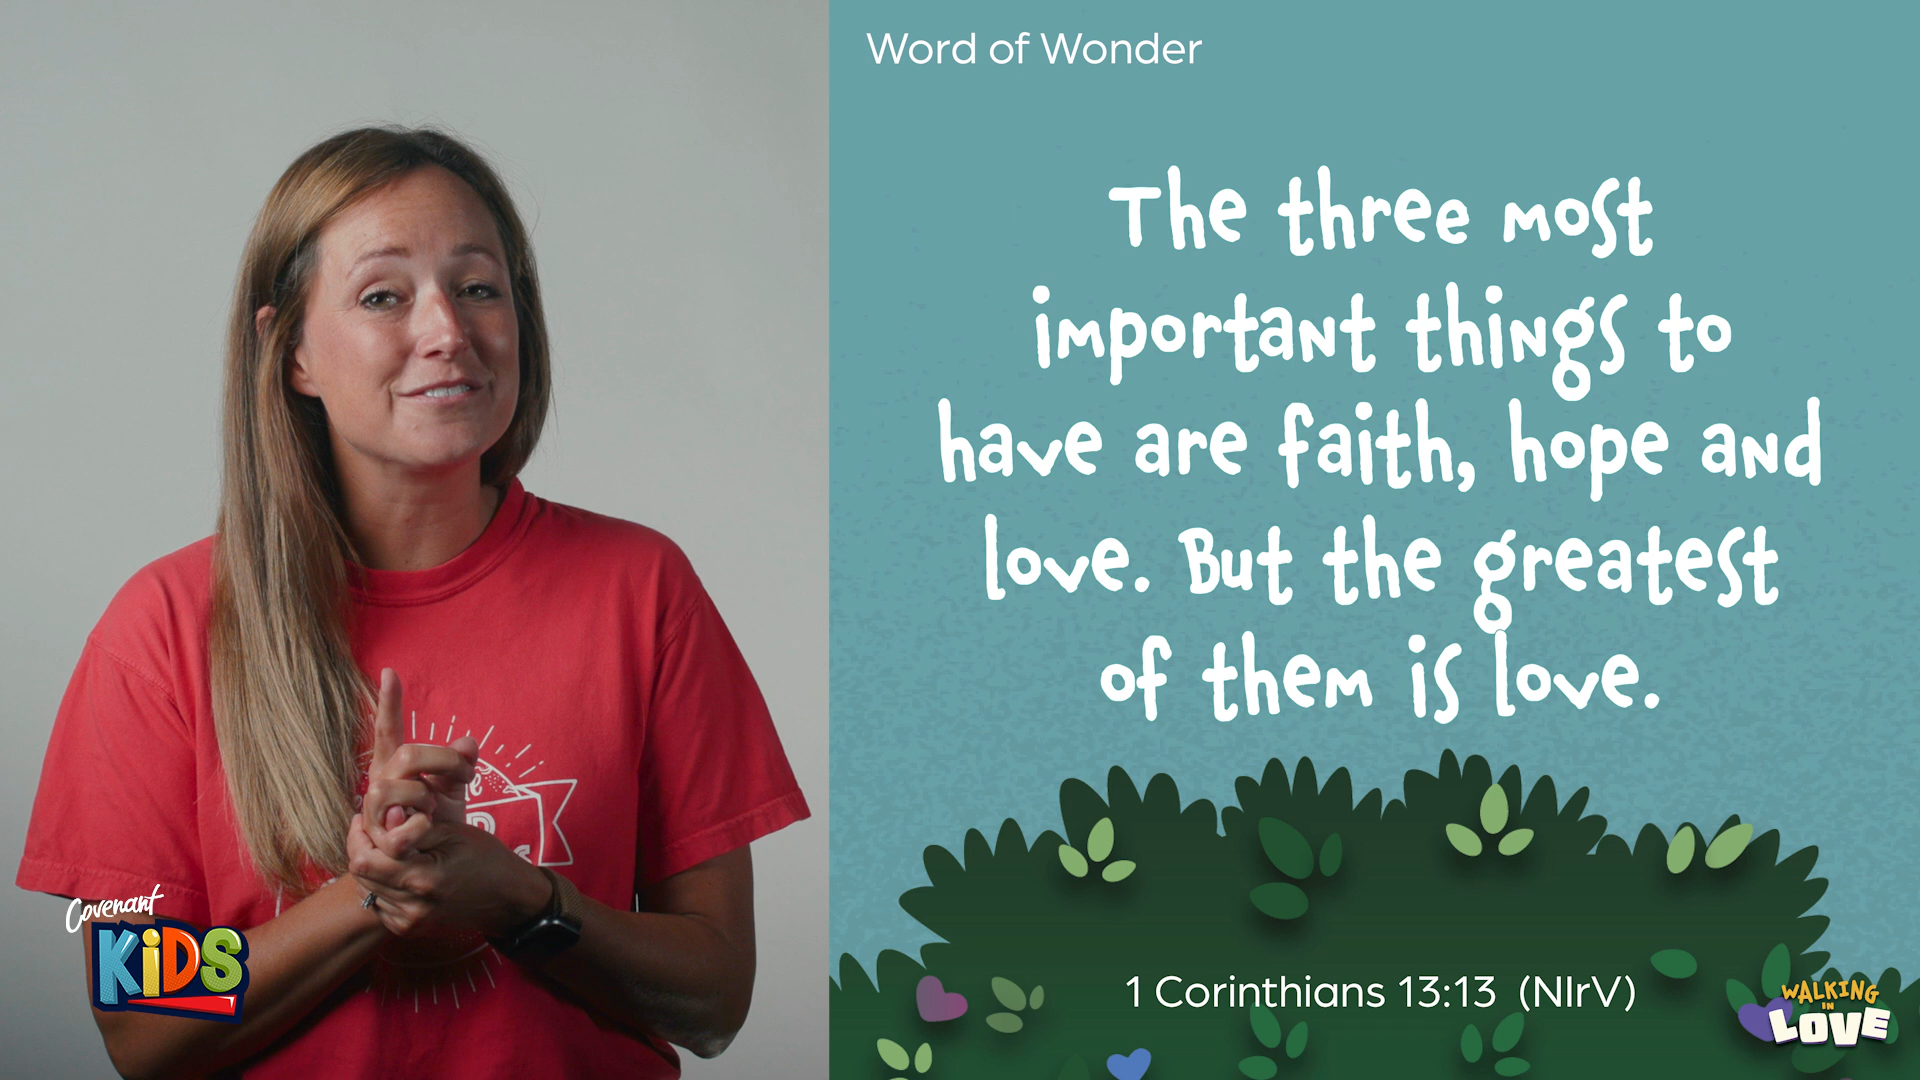 Word of Wonder
The three most
important things to
have are faith, hope and
love. But the greatest
of them is love.
1 Corinthians 13:13 (NIrV)
Covenant
KiDS
WALKING
IN
LOVE